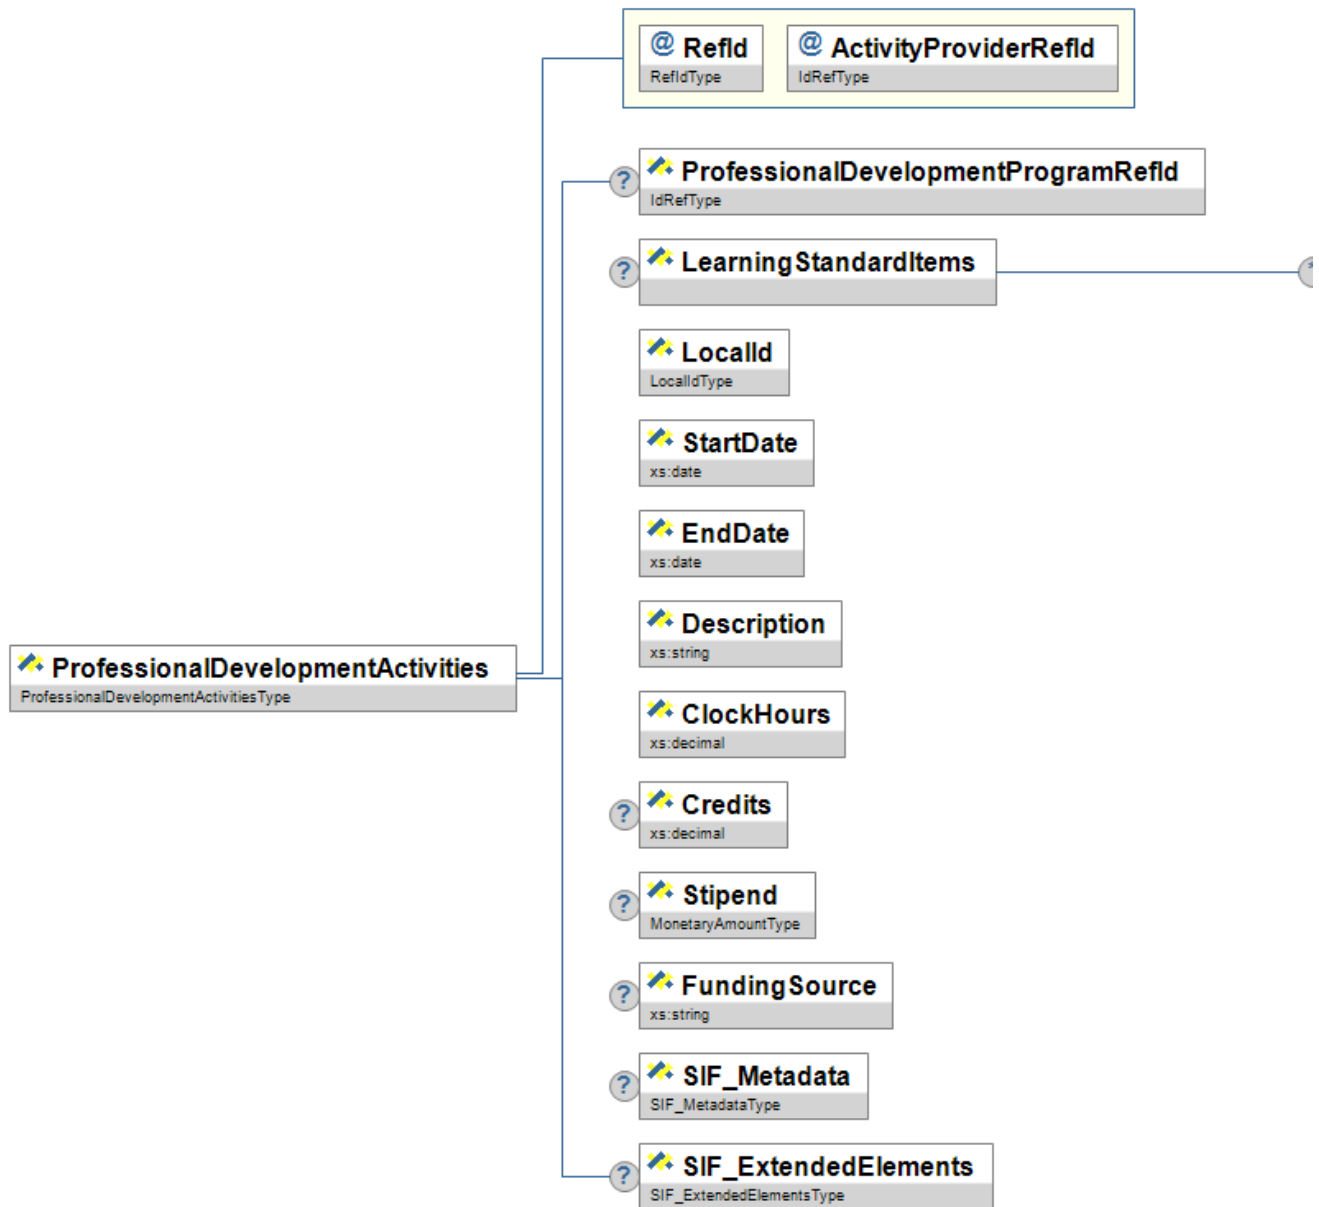 @ RefId
RefIdType
@ ActivityProviderRefId
IdRefType
? ProfessionalDevelopmentProgramRefId
IdRefType
? LearningStandardItems
LocalId
LocalIdType
StartDate
xs:date
EndDate
xs:date
Description
xs:string
ProfessionalDevelopmentActivities
ProfessionalDevelopmentActivitiesType
ClockHours
xs:decimal
? Credits
xs:decimal
? Stipend
MonetaryAmountType
? FundingSource
xs:string
? SIF_Metadata
SIF_MetadataType
? SIF_ExtendedElements
SIF_ExtendedElementsType